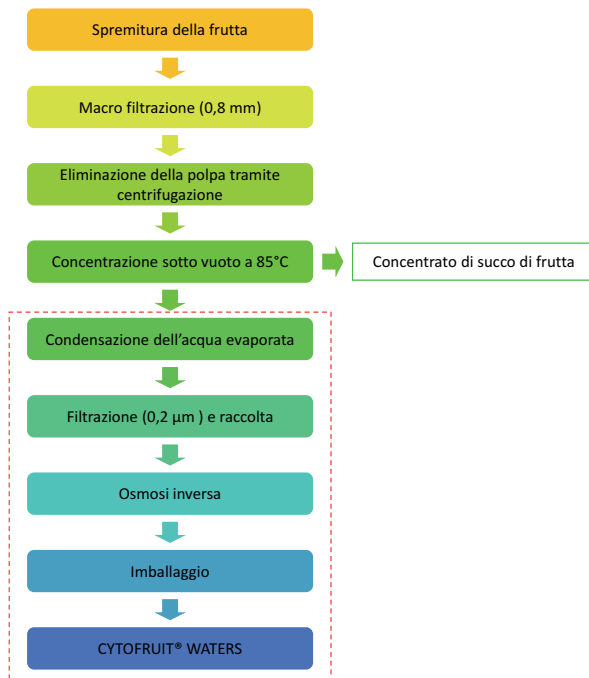 Spremitura della frutta
Macro filtrazione (0,8 mm)
Eliminazione della polpa tramite
centrifugazione
Concentrazione sotto vuoto a 85°C
Concentrato di succo di frutta
Condensazione dell'acqua evaporata
Filtrazione (0,2 µm ) e raccolta
Osmosi inversa
Imballaggio
CYTOFRUIT® WATERS